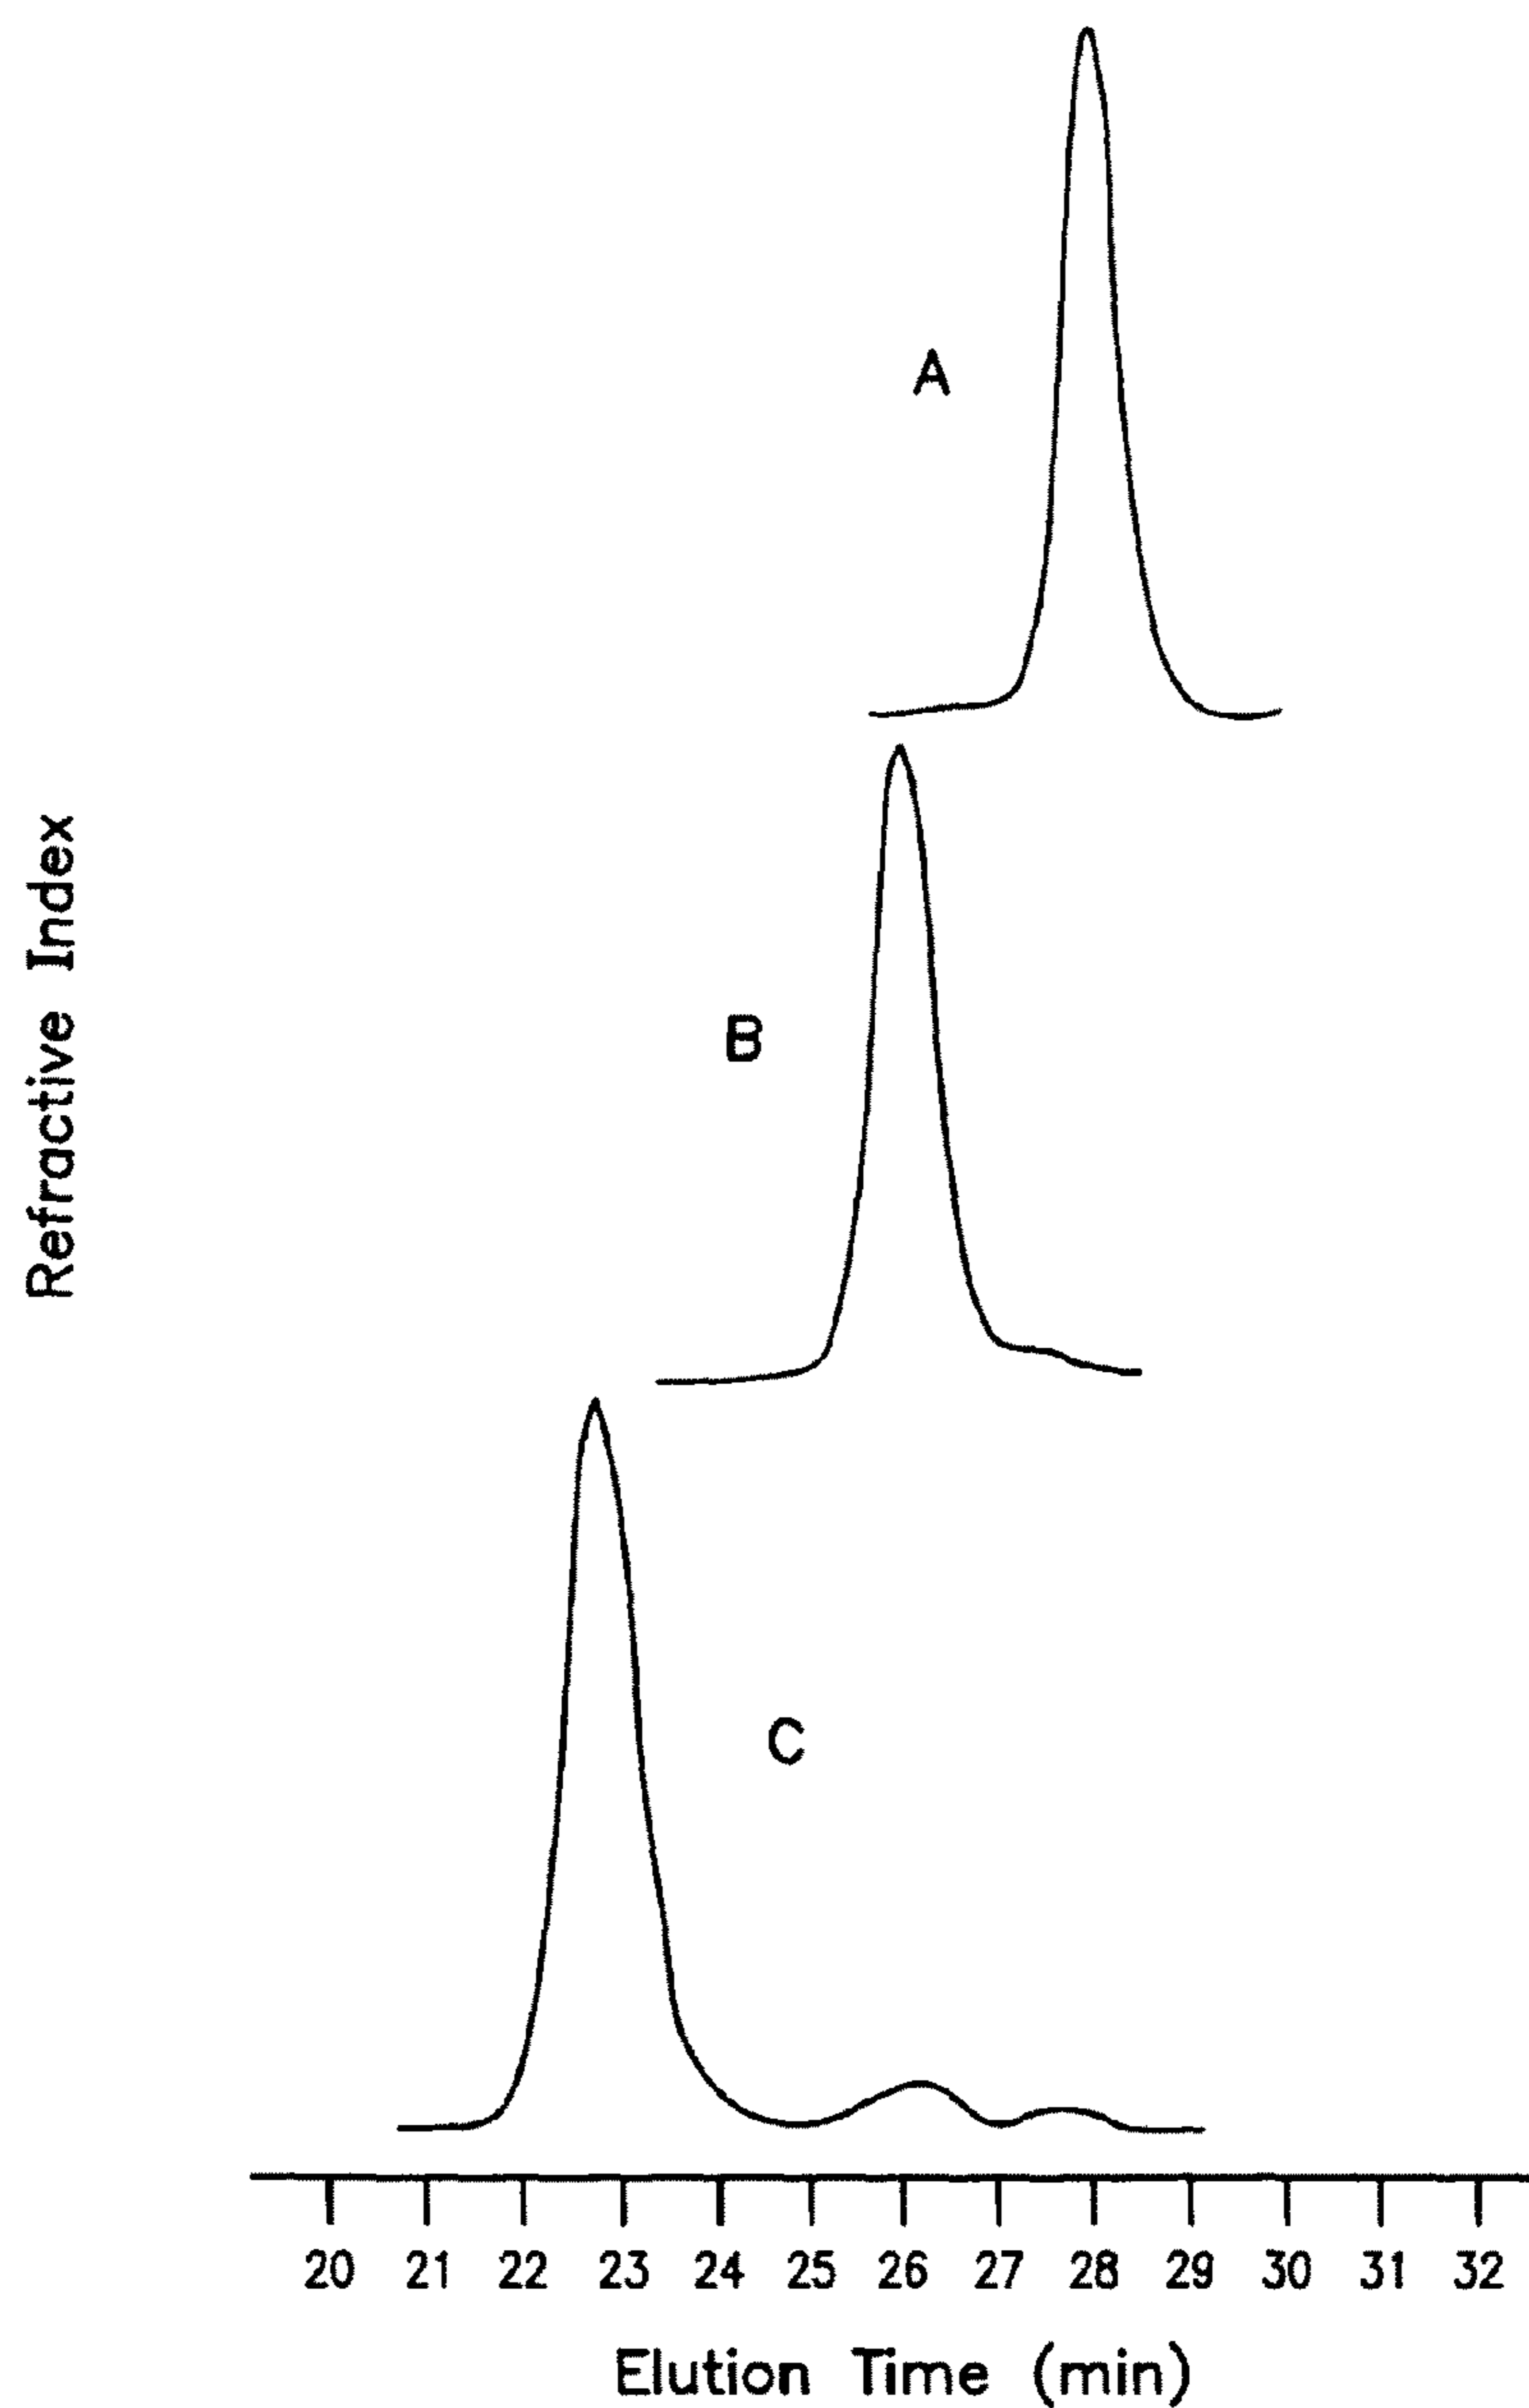 A
Refractive Index
B
C
20 21 22 23 24 25 26 27 28 29 30 31 32
Elution Time (min)